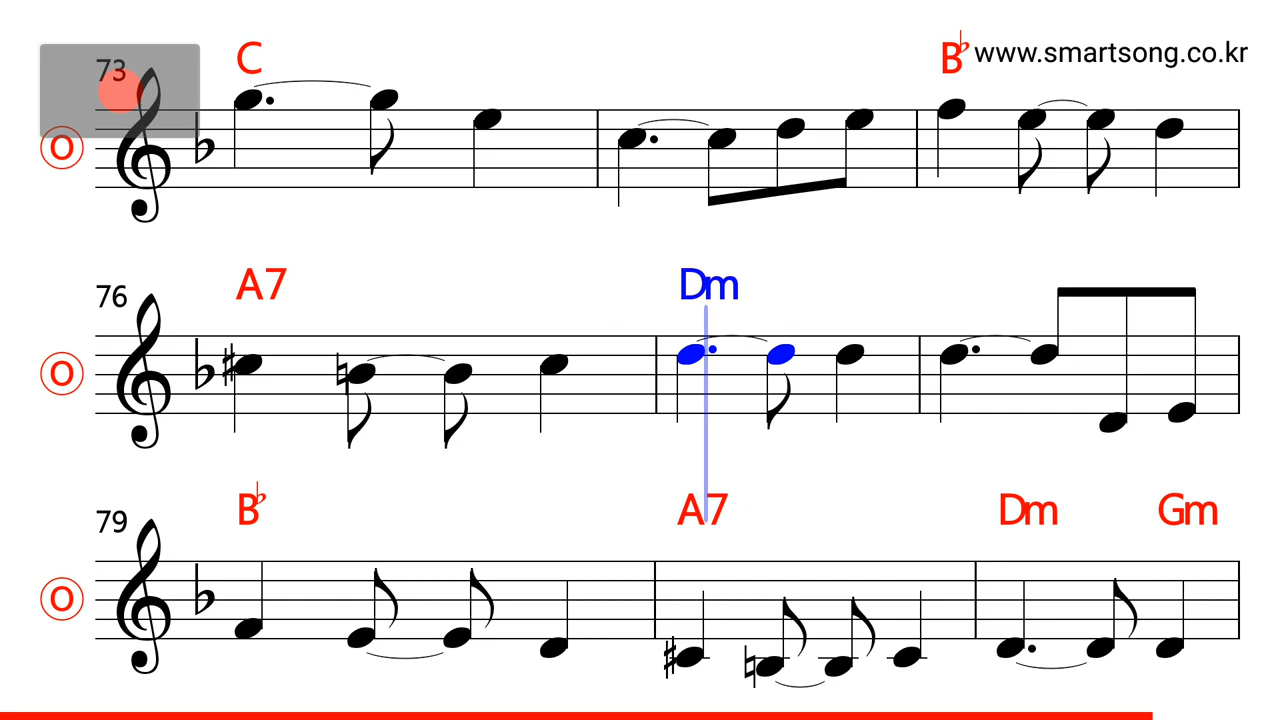 73 C B♭ www.smartsong.co.kr
O
76 A7 Dm
O
79 B♭ A7 Dm Gm
O